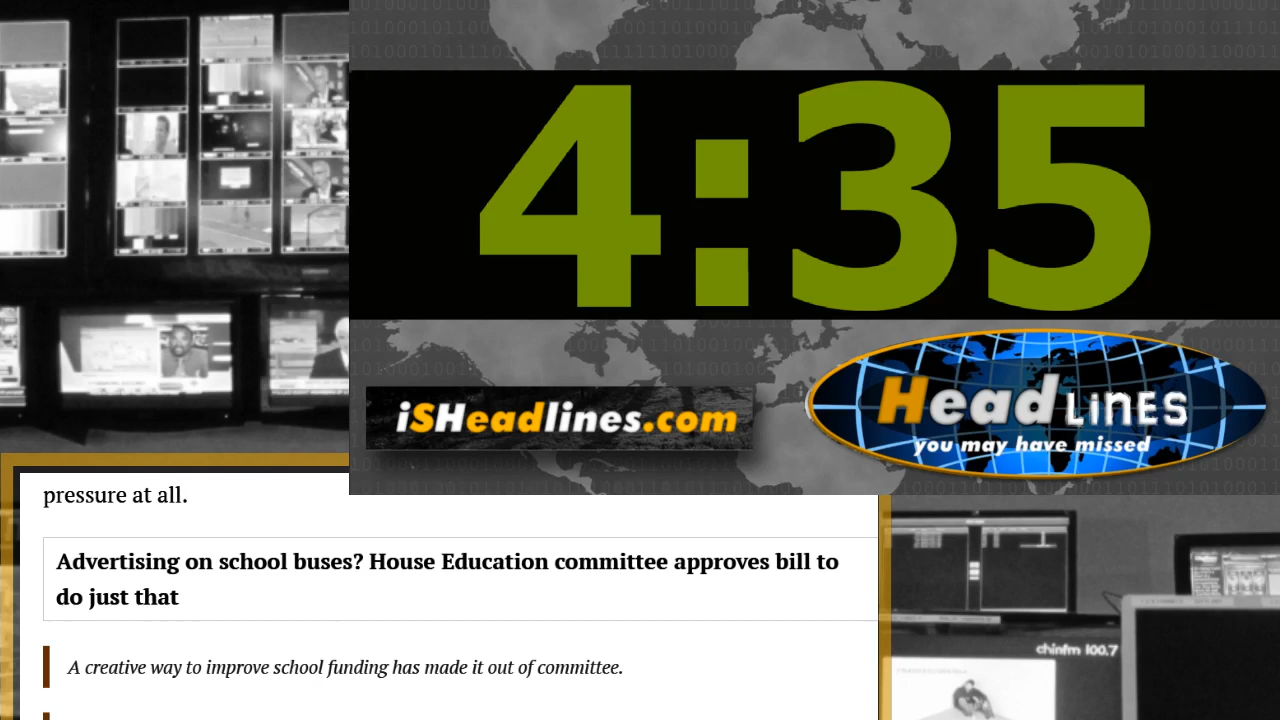 4:35
iSHeadlines.com
HeadLINES
you may have missed
pressure at all.
Advertising on school buses? House Education committee approves bill to
do just that
A creative way to improve school funding has made it out of committee.
chinfm 100.7